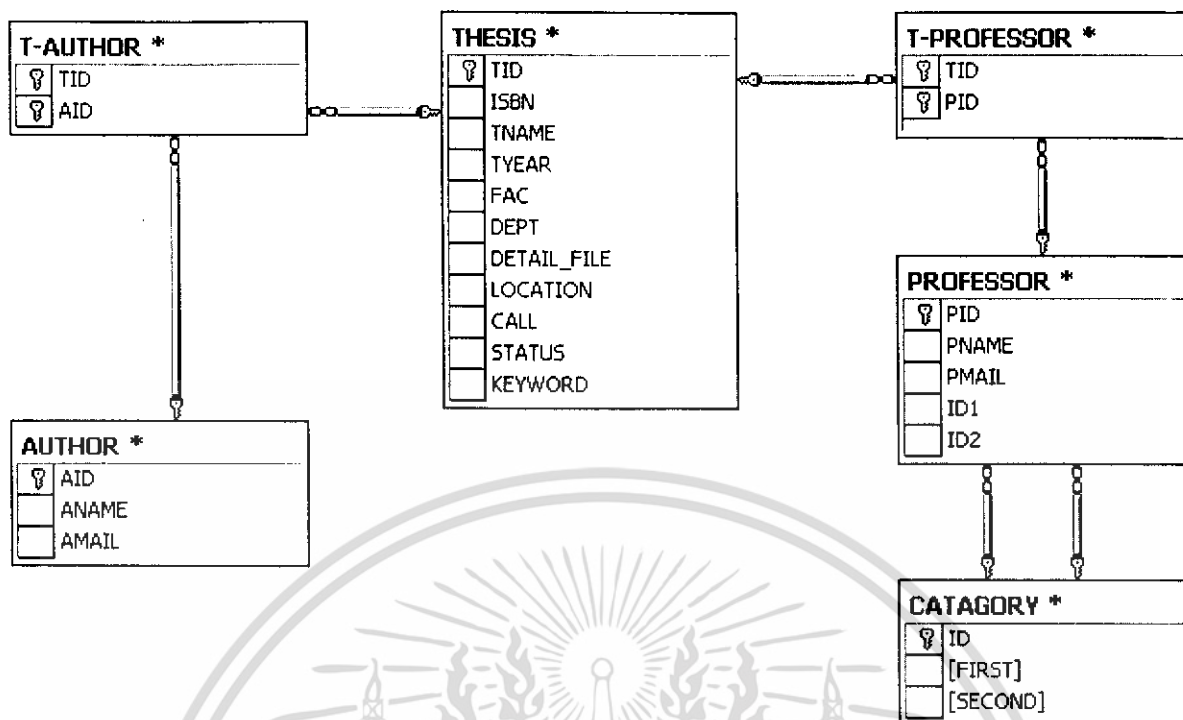 T-AUTHOR *
TID
AID
THESIS *
TID
ISBN
TNAME
TYEAR
FAC
DEPT
DETAIL_FILE
LOCATION
CALL
STATUS
KEYWORD
T-PROFESSOR *
TID
PID
AUTHOR *
AID
ANAME
AMAIL
PROFESSOR *
PID
PNAME
PMAIL
ID1
ID2
CATAGORY *
ID
[FIRST]
[SECOND]